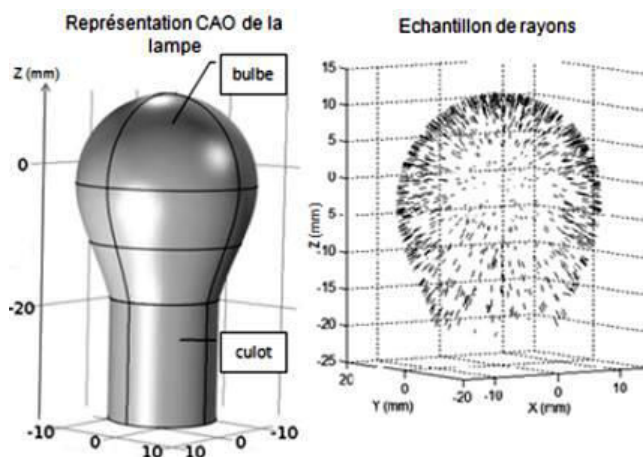 Représentation CAO de la
lampe
Z (mm)
bulbe
0
-20
culot
-10
0
10
10
0
-10
Echantillon de rayons
15
10
5
0
-5
-10
-15
-20
-25
Z (mm)
20
0
-20
Y (mm)
-10
0
10
X (mm)